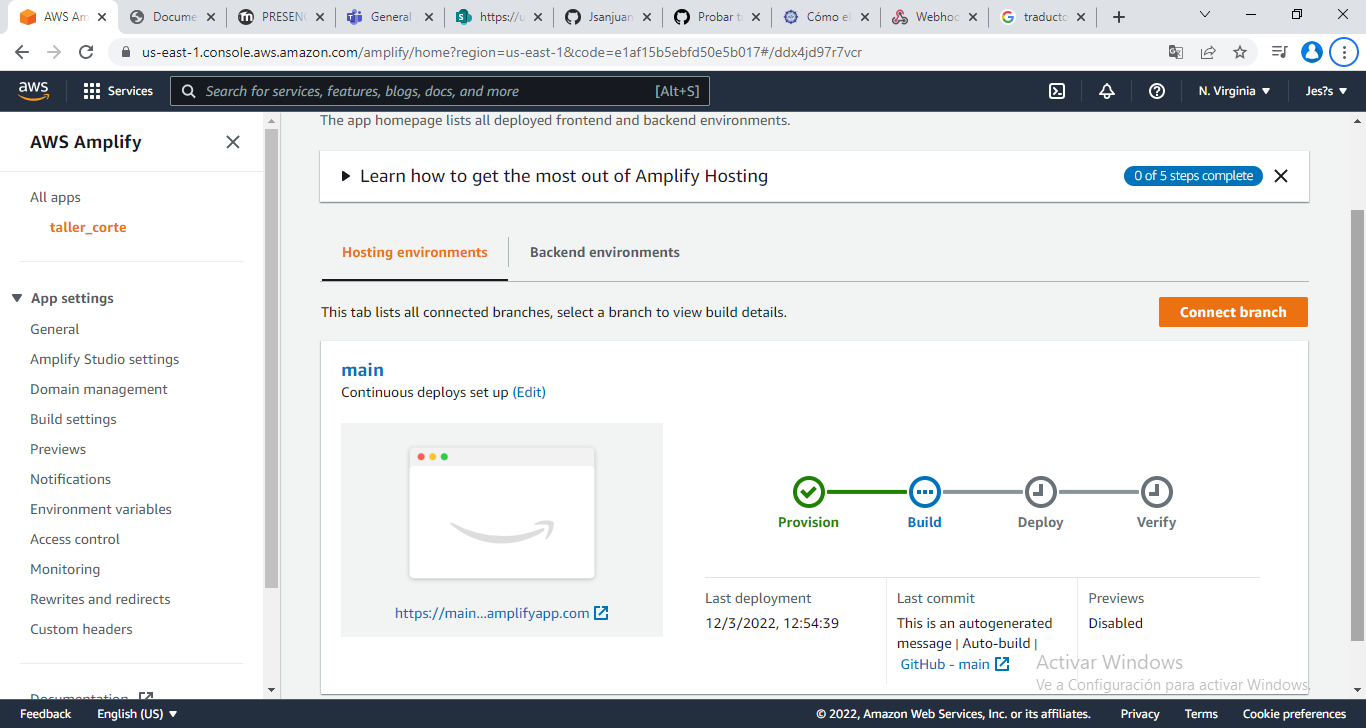 AWS Am
Docume
PRESENC
General
https://u
Jsanjuan
Probar ta
Cómo el
Webhoo
traducto
us-east-1.console.aws.amazon.com/amplify/home?region=us-east-1&code=e1af15b5ebfd50e5b017#/ddx4jd97r7vcr
aws
Services
Search for services, features, blogs, docs, and more
[Alt+S]
N. Virginia
Jes?s
AWS Amplify
All apps
taller_corte
App settings
General
Amplify Studio settings
Domain management
Build settings
Previews
Notifications
Environment variables
Access control
Monitoring
Rewrites and redirects
Custom headers
Documentation
The app homepage lists all deployed frontend and backend environments.
Learn how to get the most out of Amplify Hosting
0 of 5 steps complete
Hosting environments
Backend environments
This tab lists all connected branches, select a branch to view build details.
Connect branch
main
Continuous deploys set up (Edit)
https://main...amplifyapp.com
Provision
Build
Deploy
Verify
Last deployment
12/3/2022, 12:54:39
Last commit
This is an autogenerated
message | Auto-build |
GitHub - main
Previews
Disabled
Activar Windows
Ve a Configuración para activar Windows.
Feedback
English (US)
© 2022, Amazon Web Services, Inc. or its affiliates.
Privacy
Terms
Cookie preferences